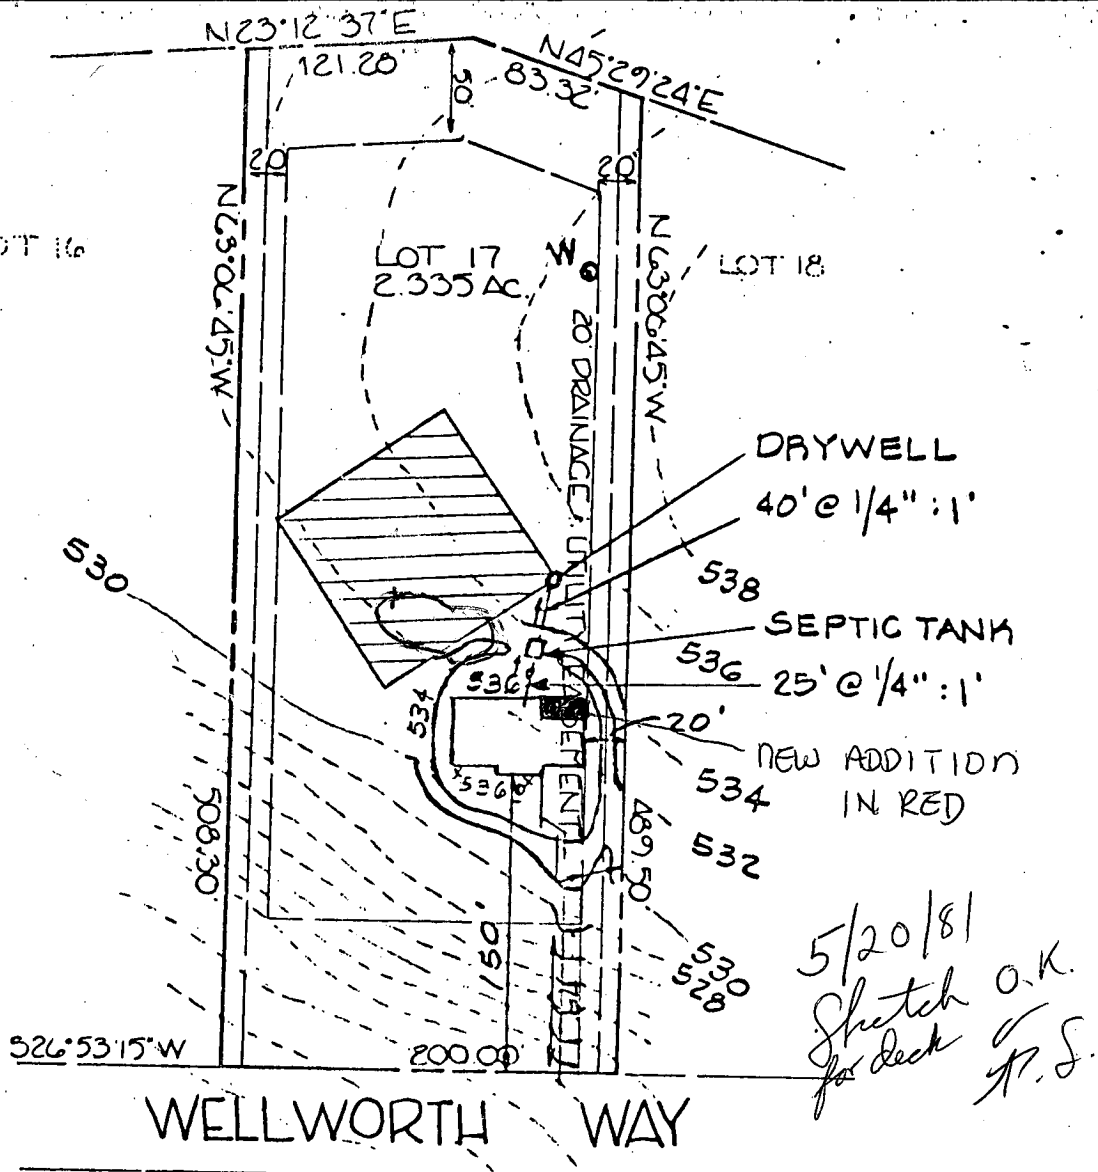 N23°12'37"E
121.28'
N45°29'24"E
83.32'
50'
20'
20'
LOT 16
N63°06'45"W
LOT 17
2.335 AC.
W
N63°06'45"W
LOT 18
20' DRAINAGE & UTILITY
DRYWELL
40' @ 1/4" : 1'
530
538
SEPTIC TANK
536
536
25' @ 1/4" : 1'
534
20'
NEW ADDITION
IN RED
536
534
508.30'
489.50'
532
150'
530
528
5/20/81
Sketch O.K.
for deck
S26°53'15"W
200.00'
WELLWORTH WAY